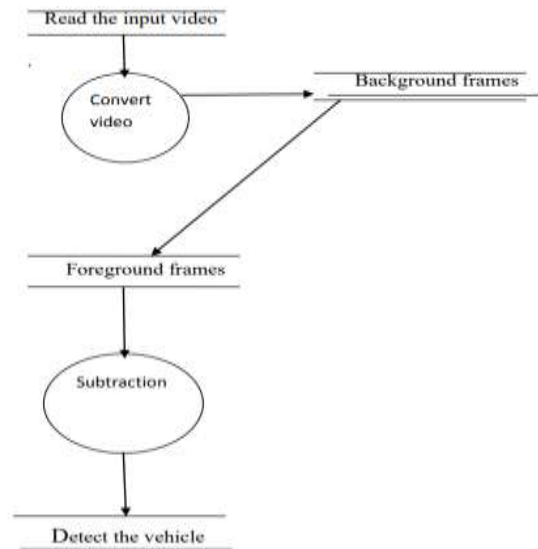 Read the input video
Convert
video
Background frames
Foreground frames
Subtraction
Detect the vehicle